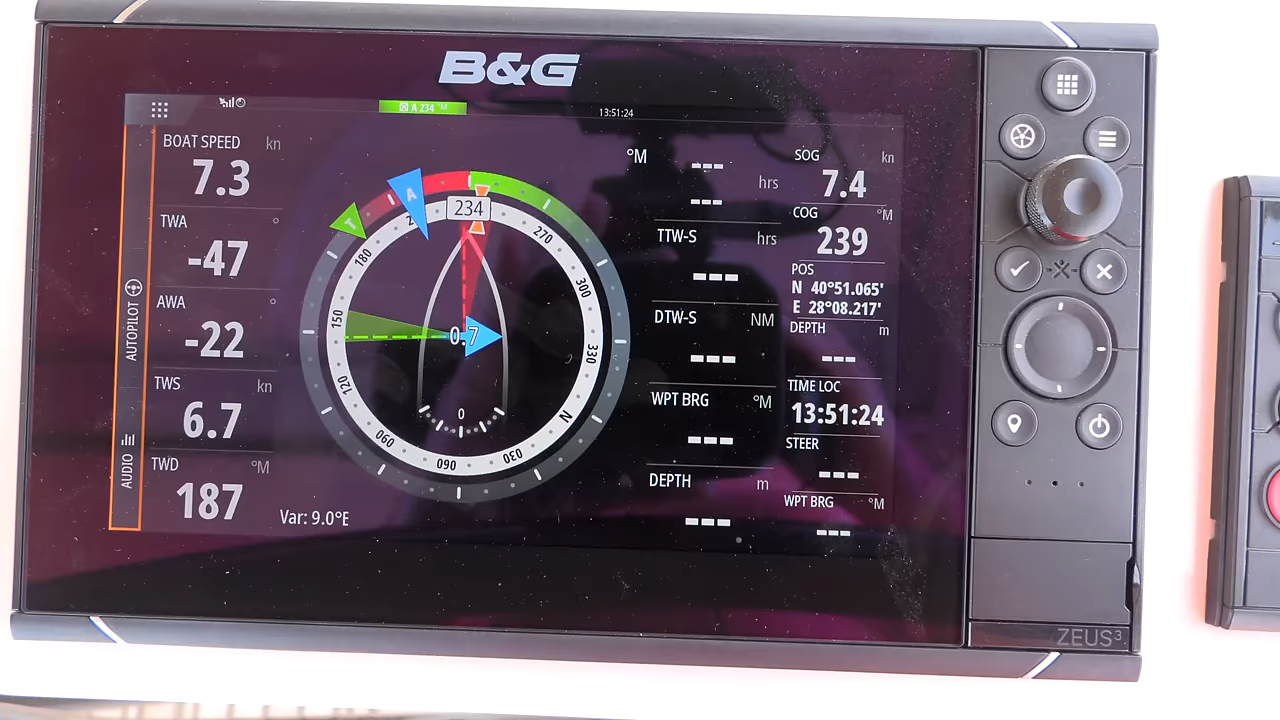 B&G
A 234 °M
13:51:24
BOAT SPEED kn
7.3
TWA °
-47
AWA °
-22
TWS kn
6.7
TWD °M
187
AUTOPILOT
AUDIO
T
A
234
270
300
330
N
030
060
090
120
150
180
0.7
0
Var: 9.0°E
°M
---
hrs
---
TTW-S hrs
---
DTW-S NM
---
WPT BRG °M
---
DEPTH m
---
SOG kn
7.4
COG °M
239
POS
N 40°51.065'
E 28°08.217'
DEPTH m
---
TIME LOC
13:51:24
STEER
---
WPT BRG °M
---
ZEUS³